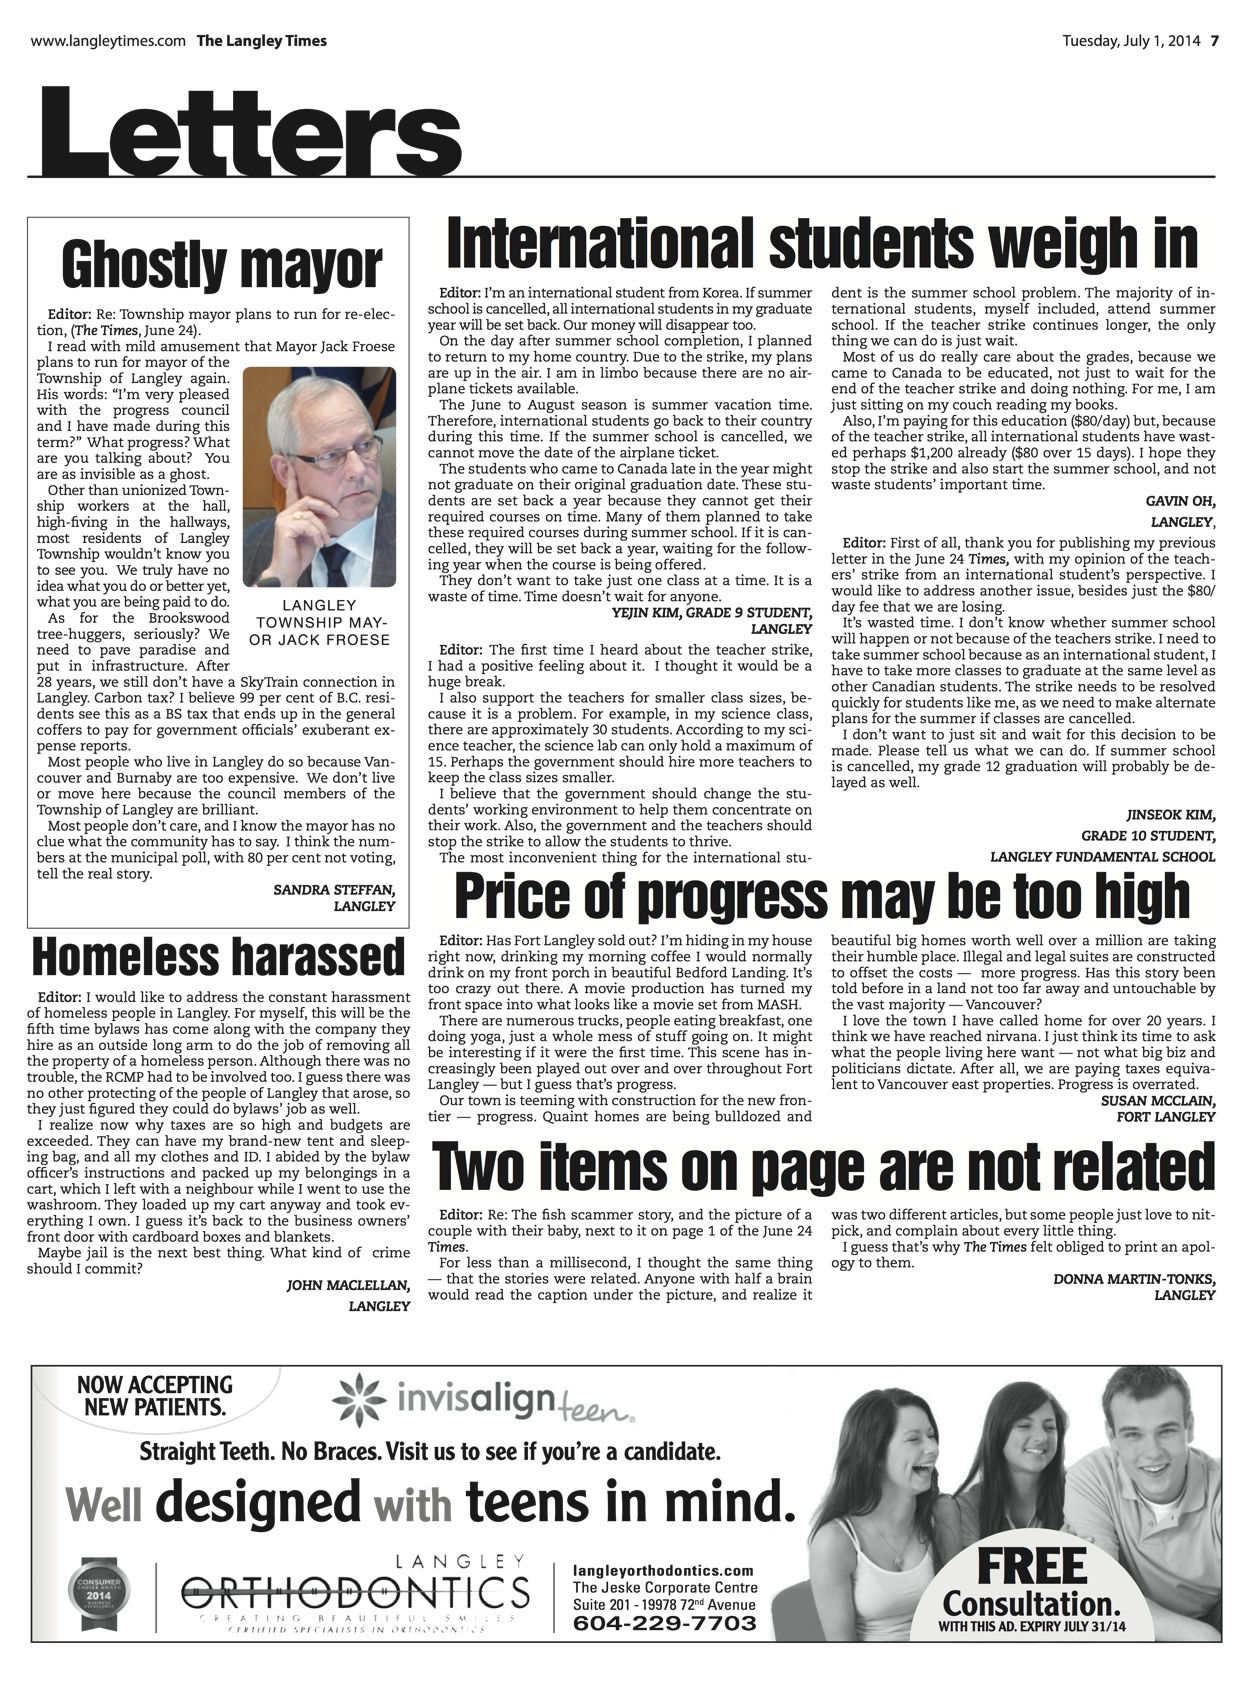 www.langleytimes.com The Langley Times
Tuesday, July 1, 2014 7
Letters
Ghostly mayor
Editor: Re: Township mayor plans to run for re-elec-
tion, (The Times, June 24).
I read with mild amusement that Mayor Jack Froese
plans to run for mayor of the
Township of Langley again.
His words: “I’m very pleased
with the progress council
and I have made during this
term?” What progress? What
are you talking about? You
are as invisible as a ghost.
Other than unionized Town-
ship workers at the hall,
high-fiving in the hallways,
most residents of Langley
Township wouldn’t know you
to see you. We truly have no
idea what you do or better yet,
what you are being paid to do.
As for the Brookswood
tree-huggers, seriously? We
need to pave paradise and
put in infrastructure. After
28 years, we still don’t have a SkyTrain connection in
Langley. Carbon tax? I believe 99 per cent of B.C. resi-
dents see this as a BS tax that ends up in the general
coffers to pay for government officials’ exuberant ex-
pense reports.
Most people who live in Langley do so because Van-
couver and Burnaby are too expensive. We don’t live
or move here because the council members of the
Township of Langley are brilliant.
Most people don’t care, and I know the mayor has no
clue what the community has to say. I think the num-
bers at the municipal poll, with 80 per cent not voting,
tell the real story.
SANDRA STEFFAN,
LANGLEY
LANGLEY
TOWNSHIP MAY-
OR JACK FROESE
Homeless harassed
Editor: I would like to address the constant harassment
of homeless people in Langley. For myself, this will be the
fifth time bylaws has come along with the company they
hire as an outside long arm to do the job of removing all
the property of a homeless person. Although there was no
trouble, the RCMP had to be involved too. I guess there was
no other protecting of the people of Langley that arose, so
they just figured they could do bylaws’ job as well.
I realize now why taxes are so high and budgets are
exceeded. They can have my brand-new tent and sleep-
ing bag, and all my clothes and ID. I abided by the bylaw
officer’s instructions and packed up my belongings in a
cart, which I left with a neighbour while I went to use the
washroom. They loaded up my cart anyway and took ev-
erything I own. I guess it’s back to the business owners’
front door with cardboard boxes and blankets.
Maybe jail is the next best thing. What kind of crime
should I commit?
JOHN MACLELLAN,
LANGLEY
International students weigh in
Editor: I’m an international student from Korea. If summer
school is cancelled, all international students in my graduate
year will be set back. Our money will disappear too.
On the day after summer school completion, I planned
to return to my home country. Due to the strike, my plans
are up in the air. I am in limbo because there are no air-
plane tickets available.
The June to August season is summer vacation time.
Therefore, international students go back to their country
during this time. If the summer school is cancelled, we
cannot move the date of the airplane ticket.
The students who came to Canada late in the year might
not graduate on their original graduation date. These stu-
dents are set back a year because they cannot get their
required courses on time. Many of them planned to take
these required courses during summer school. If it is can-
celled, they will be set back a year, waiting for the follow-
ing year when the course is being offered.
They don’t want to take just one class at a time. It is a
waste of time. Time doesn’t wait for anyone.
YEJIN KIM, GRADE 9 STUDENT,
LANGLEY
Editor: The first time I heard about the teacher strike,
I had a positive feeling about it. I thought it would be a
huge break.
I also support the teachers for smaller class sizes, be-
cause it is a problem. For example, in my science class,
there are approximately 30 students. According to my sci-
ence teacher, the science lab can only hold a maximum of
15. Perhaps the government should hire more teachers to
keep the class sizes smaller.
I believe that the government should change the stu-
dents’ working environment to help them concentrate on
their work. Also, the government and the teachers should
stop the strike to allow the students to thrive.
The most inconvenient thing for the international stu-
dent is the summer school problem. The majority of in-
ternational students, myself included, attend summer
school. If the teacher strike continues longer, the only
thing we can do is just wait.
Most of us do really care about the grades, because we
came to Canada to be educated, not just to wait for the
end of the teacher strike and doing nothing. For me, I am
just sitting on my couch reading my books.
Also, I’m paying for this education ($80/day) but, because
of the teacher strike, all international students have wast-
ed perhaps $1,200 already ($80 over 15 days). I hope they
stop the strike and also start the summer school, and not
waste students’ important time.
GAVIN OH,
LANGLEY,
Editor: First of all, thank you for publishing my previous
letter in the June 24 Times, with my opinion of the teach-
ers’ strike from an international student’s perspective. I
would like to address another issue, besides just the $80/
day fee that we are losing.
It’s wasted time. I don’t know whether summer school
will happen or not because of the teachers strike. I need to
take summer school because as an international student, I
have to take more classes to graduate at the same level as
other Canadian students. The strike needs to be resolved
quickly for students like me, as we need to make alternate
plans for the summer if classes are cancelled.
I don’t want to just sit and wait for this decision to be
made. Please tell us what we can do. If summer school
is cancelled, my grade 12 graduation will probably be de-
layed as well.
JINSEOK KIM,
GRADE 10 STUDENT,
LANGLEY FUNDAMENTAL SCHOOL
Price of progress may be too high
Editor: Has Fort Langley sold out? I’m hiding in my house
right now, drinking my morning coffee I would normally
drink on my front porch in beautiful Bedford Landing. It’s
too crazy out there. A movie production has turned my
front space into what looks like a movie set from MASH.
There are numerous trucks, people eating breakfast, one
doing yoga, just a whole mess of stuff going on. It might
be interesting if it were the first time. This scene has in-
creasingly been played out over and over throughout Fort
Langley — but I guess that’s progress.
Our town is teeming with construction for the new fron-
tier — progress. Quaint homes are being bulldozed and
beautiful big homes worth well over a million are taking
their humble place. Illegal and legal suites are constructed
to offset the costs — more progress. Has this story been
told before in a land not too far away and untouchable by
the vast majority — Vancouver?
I love the town I have called home for over 20 years. I
think we have reached nirvana. I just think its time to ask
what the people living here want — not what big biz and
politicians dictate. After all, we are paying taxes equiva-
lent to Vancouver east properties. Progress is overrated.
SUSAN MCCLAIN,
FORT LANGLEY
Two items on page are not related
Editor: Re: The fish scammer story, and the picture of a
couple with their baby, next to it on page 1 of the June 24
Times.
For less than a millisecond, I thought the same thing
— that the stories were related. Anyone with half a brain
would read the caption under the picture, and realize it
was two different articles, but some people just love to nit-
pick, and complain about every little thing.
I guess that’s why The Times felt obliged to print an apol-
ogy to them.
DONNA MARTIN-TONKS,
LANGLEY
NOW ACCEPTING
NEW PATIENTS.
invisalign teen®
Straight Teeth. No Braces. Visit us to see if you’re a candidate.
Well designed with teens in mind.
CONSUMER
CHOICE AWARD
2014
BUSINESS
EXCELLENCE
LANGLEY
ORTHODONTICS
CREATING BEAUTIFUL SMILES
CERTIFIED SPECIALISTS IN ORTHODONTICS
langleyorthodontics.com
The Jeske Corporate Centre
Suite 201 - 19978 72nd Avenue
604-229-7703
FREE
Consultation.
WITH THIS AD. EXPIRY JULY 31/14